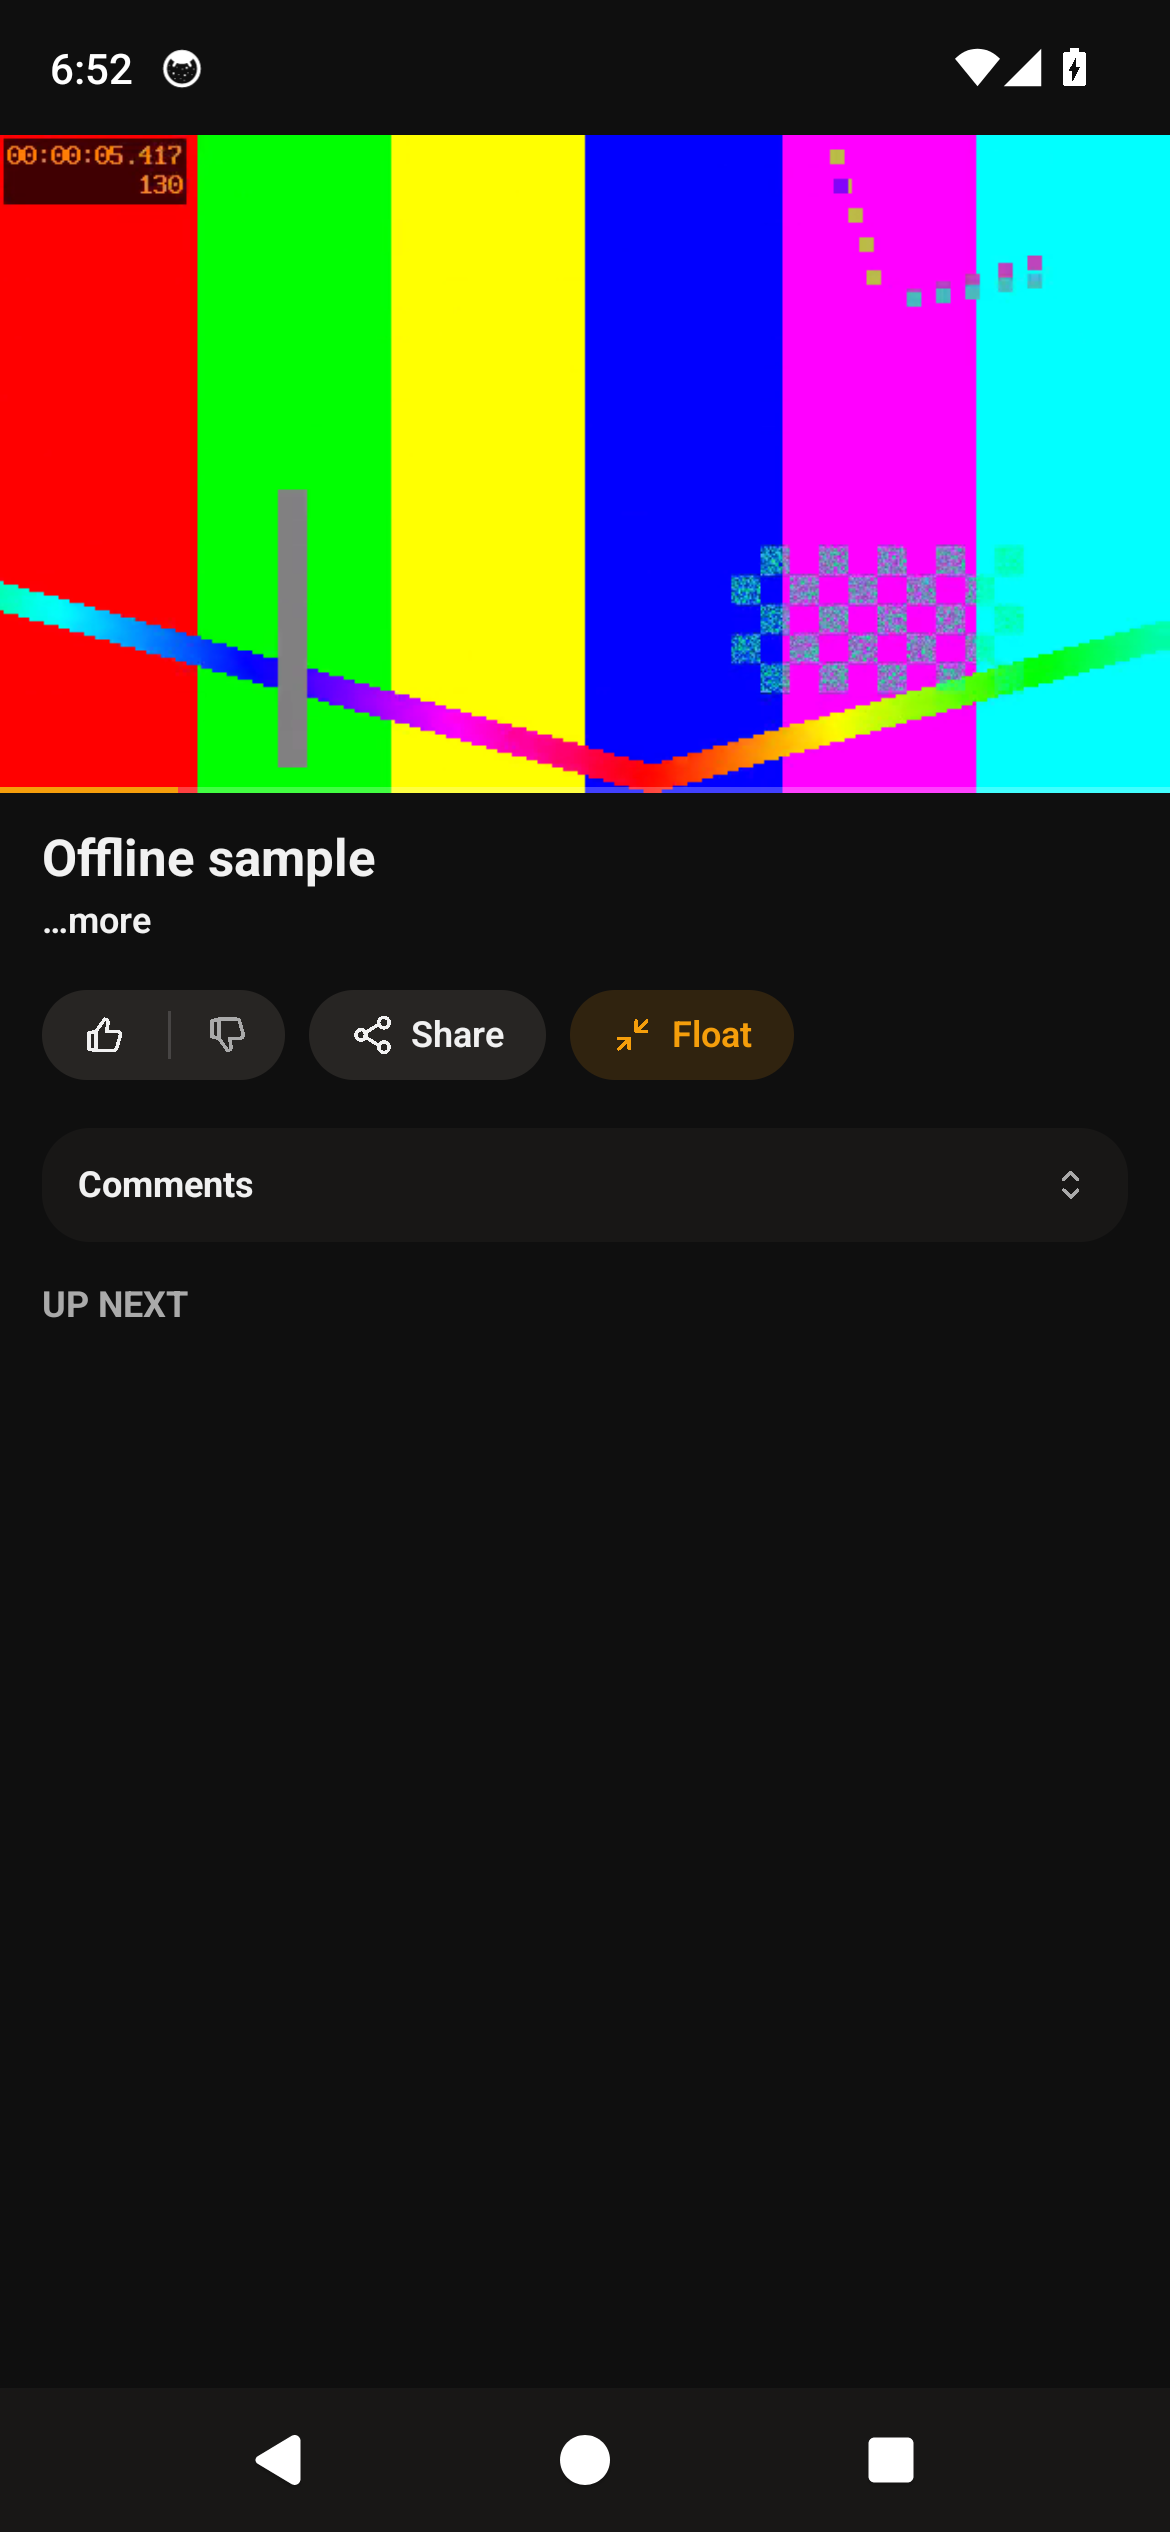 6:52
00:00:05.417
130
Offline sample
...more
Share
Float
Comments
UP NEXT